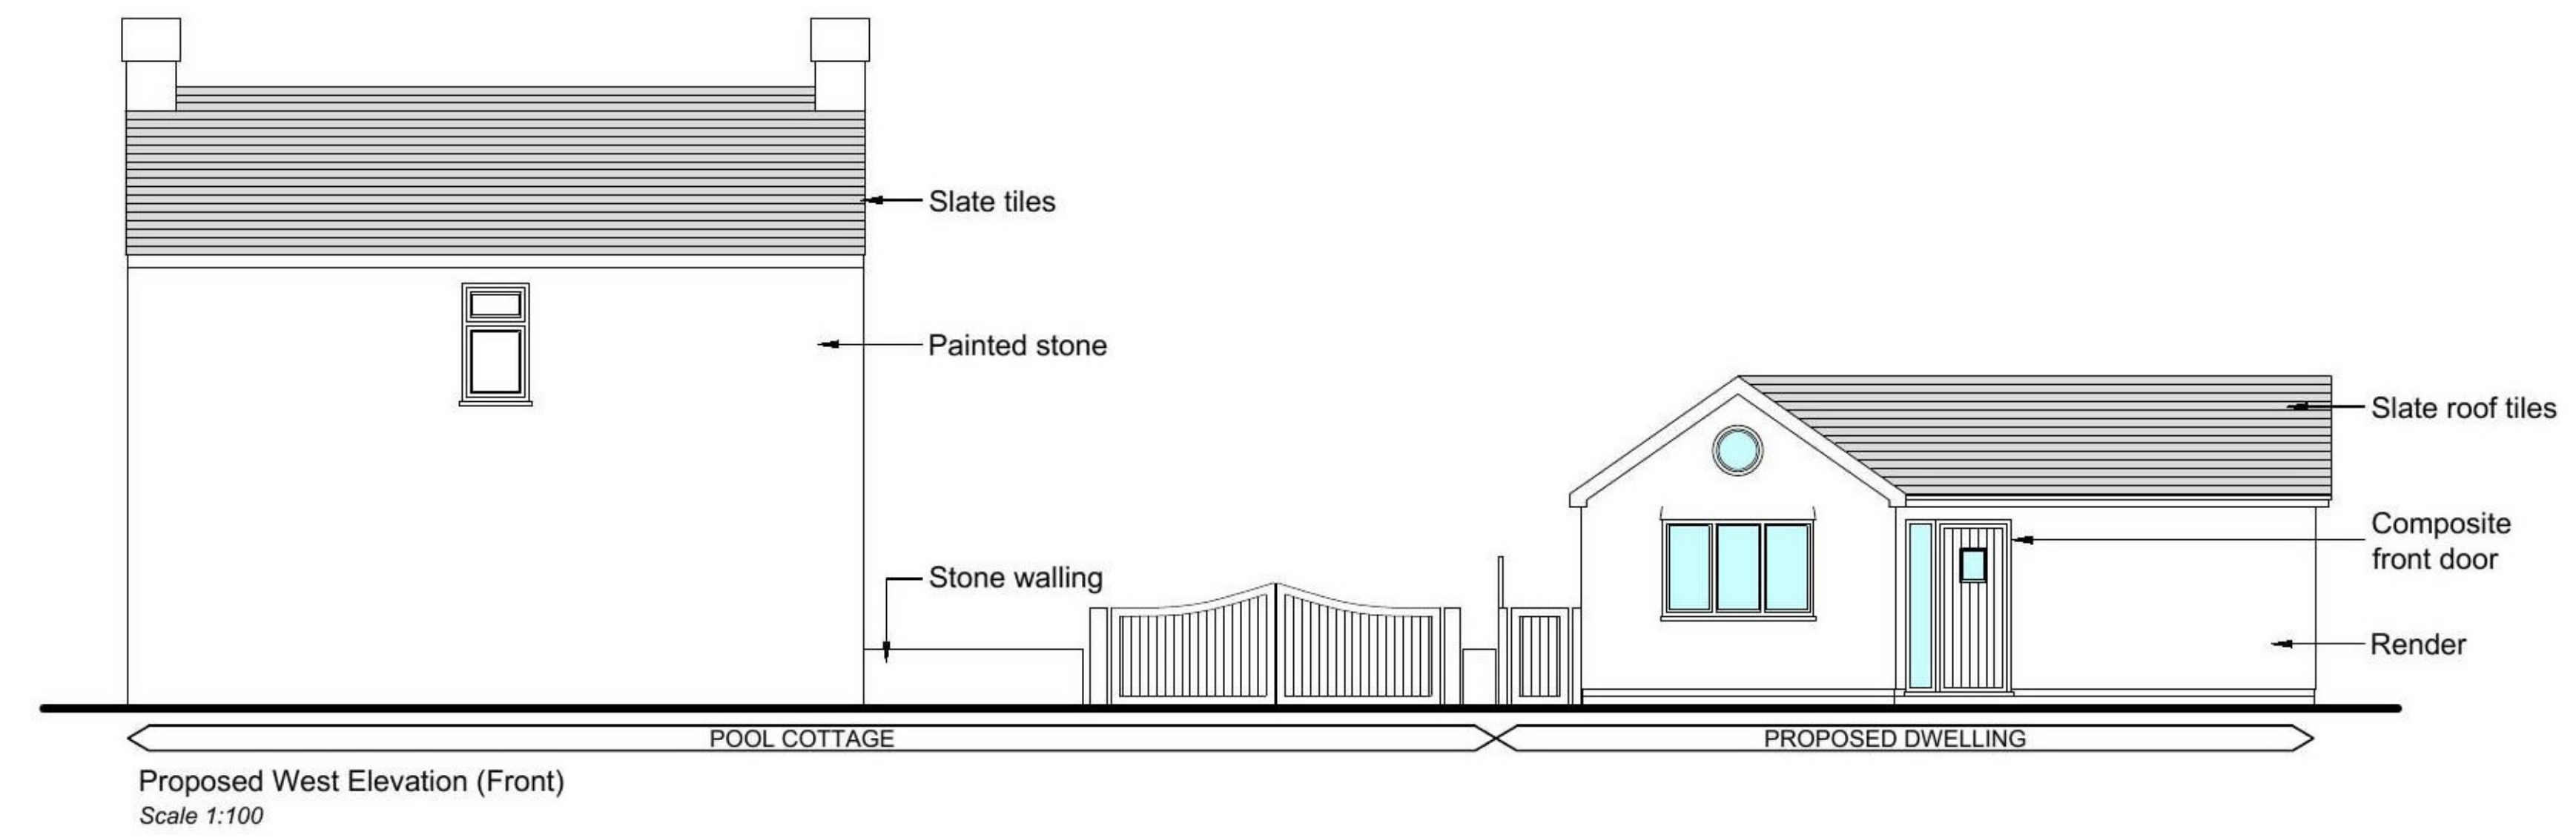 Slate tiles
Painted stone
Stone walling
Slate roof tiles
Composite
front door
Render
POOL COTTAGE
PROPOSED DWELLING
Proposed West Elevation (Front)
Scale 1:100